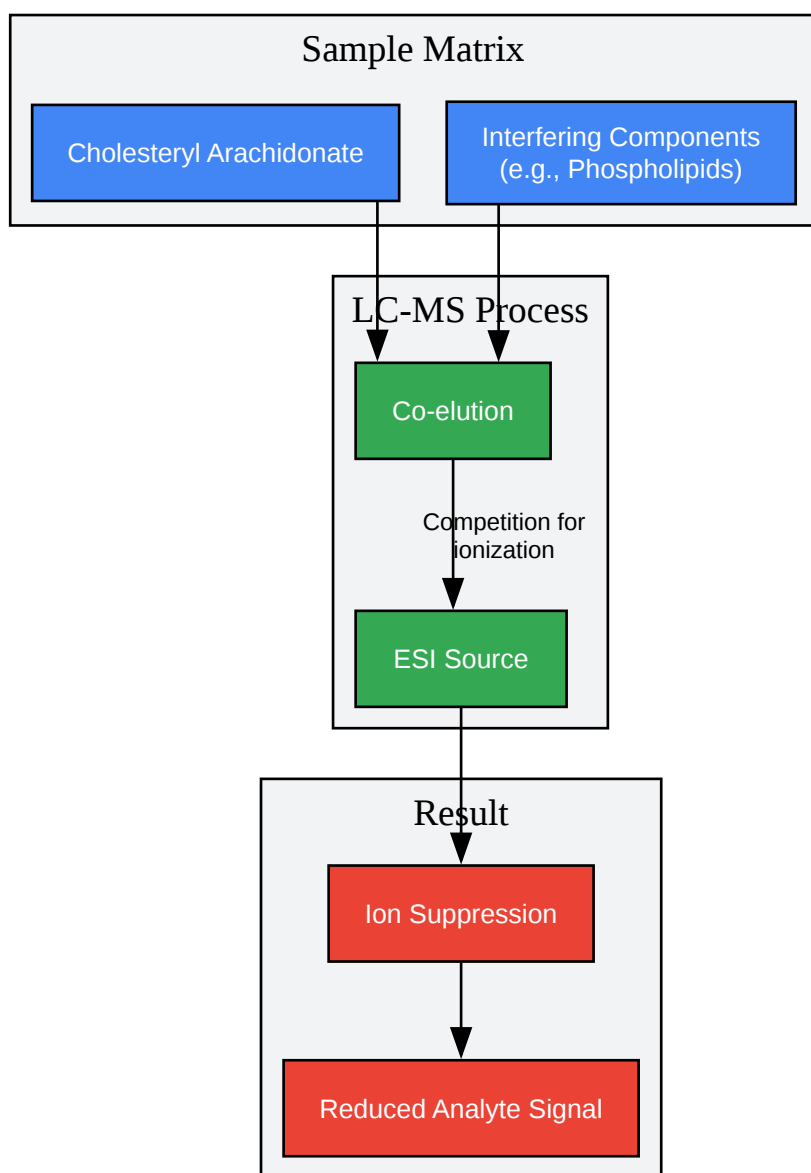 Sample Matrix
Cholesteryl Arachidonate
Interfering Components
(e.g., Phospholipids)
LC-MS Process
Co-elution
Competition for
ionization
ESI Source
Result
Ion Suppression
Reduced Analyte Signal